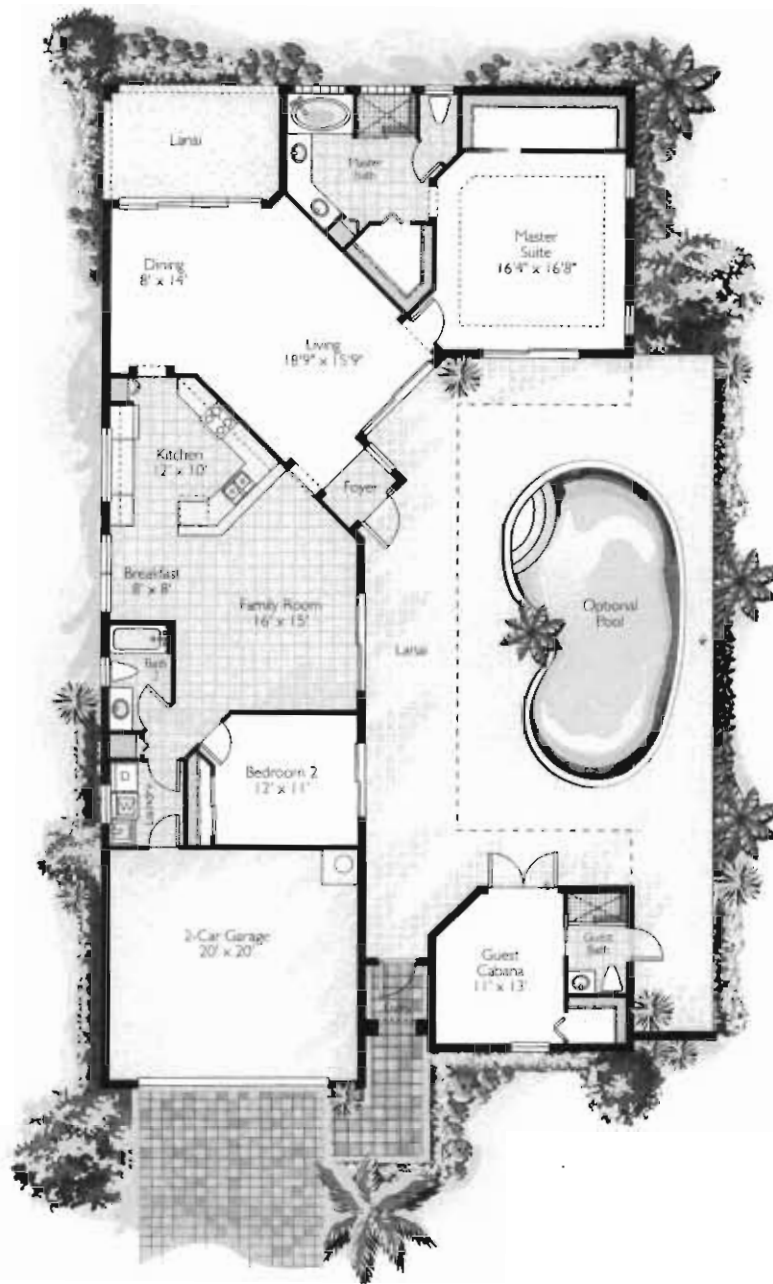 Lanai
Master
Bath
Master
Suite
16'4" x 16'8"
Dining
8' x 14'
Living
18'9" x 15'9"
Kitchen
12' x 10'
Foyer
Breakfast
8' x 8'
Family Room
16' x 15'
Optional
Pool
Lanai
Bath
2
Bedroom 2
12' x 11'
Laundry
W
2-Car Garage
20' x 20'
Guest
Cabana
11' x 13'
Guest
Bath